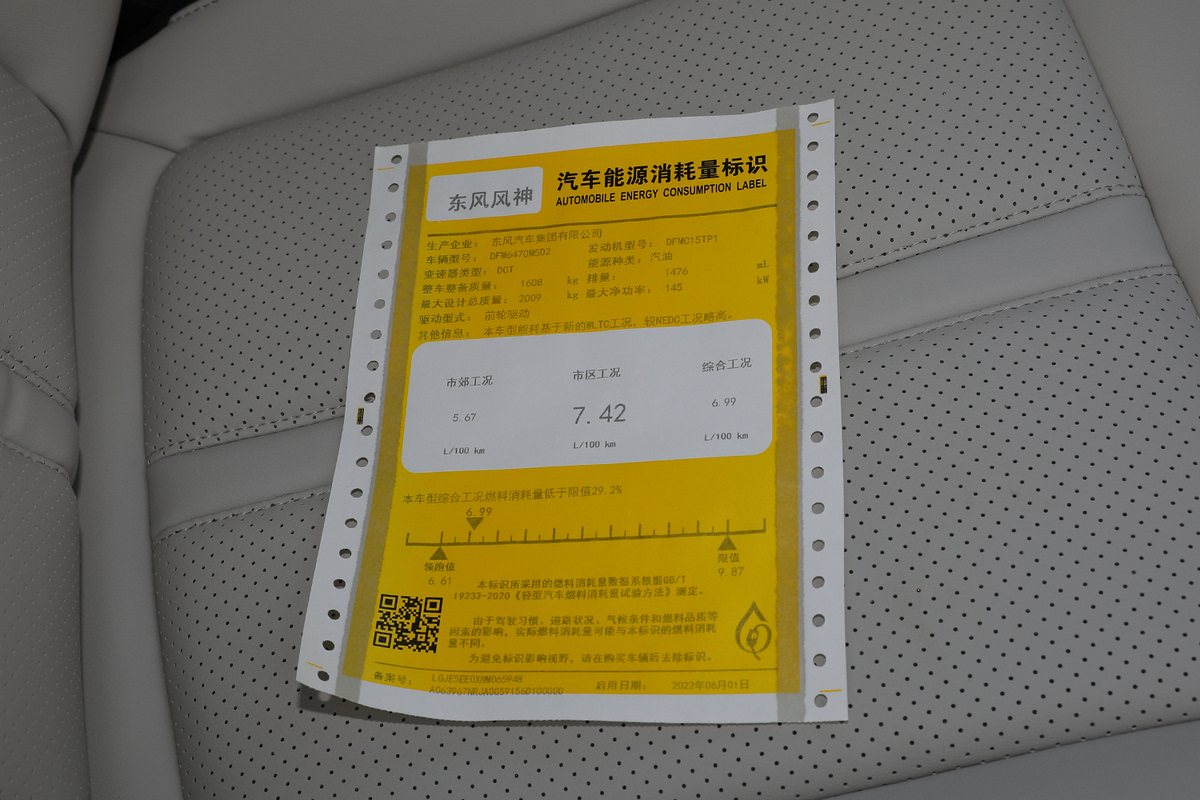 东风风神
汽车能源消耗量标识
AUTOMOBILE ENERGY CONSUMPTION LABEL
生产企业: 东风汽车集团有限公司
车辆型号: DFM6470M5D2 发动机型号: DFMC15TP1
变速器类型: DCT 能源种类: 汽油
整车整备质量: 1608 kg 排量: 1476 mL
最大设计总质量: 2009 kg 最大净功率: 145 kW
驱动型式: 前轮驱动
其他信息: 本车型能耗基于新的WLTC工况, 较NEDC工况略高。
市郊工况 市区工况 综合工况
5.67 7.42 6.99
L/100 km L/100 km L/100 km
本车型综合工况燃料消耗量低于限值29.2%
6.99
领跑值 限值
6.61 9.87
本标识所采用的燃料消耗量数据系根据GB/T
19233-2020《轻型汽车燃料消耗量试验方法》测定。
由于驾驶习惯、道路状况、气候条件和燃料品质等
因素的影响, 实际燃料消耗量可能与本标识的燃料消耗
量不同。
为避免标识影响视野, 请在购买车辆后去除标识。
备案号: LGJE5EE0XNM065948
启用日期: 2022年06月01日